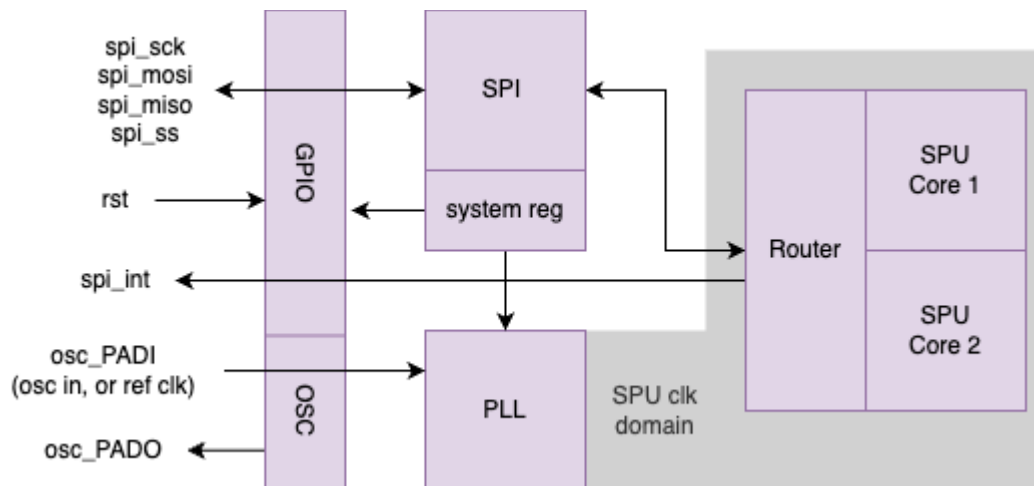 spi_sck
spi_mosi
spi_miso
spi_ss
rst
spi_int
osc_PADI
(osc in, or ref clk)
osc_PADO
GPIO
OSC
SPI
system reg
PLL
SPU clk
domain
Router
SPU
Core 1
SPU
Core 2